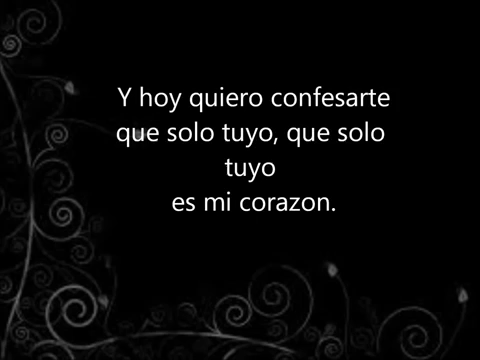 Y hoy quiero confesarte
que solo tuyo, que solo
tuyo
es mi corazon.